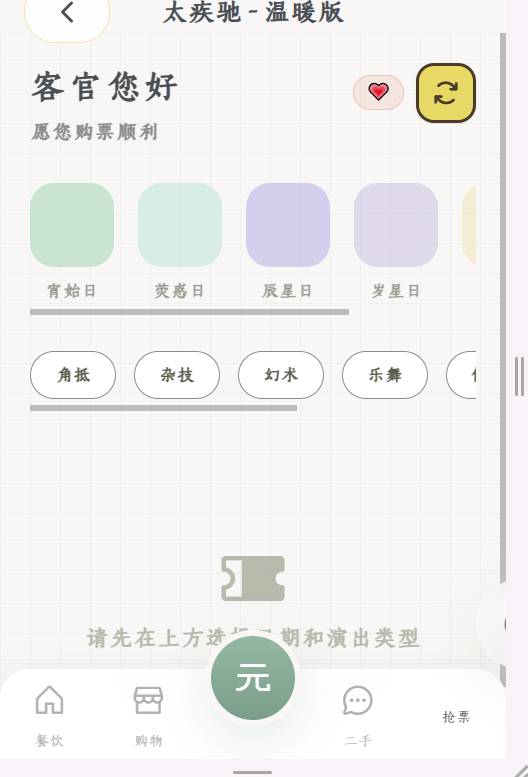 太疾驰-温暖版
客官您好
愿您购票顺利
宵始日
荧惑日
辰星日
岁星日
角抵
杂技
幻术
乐舞
请先在上方选择日期和演出类型
元
餐饮
购物
二手
抢票